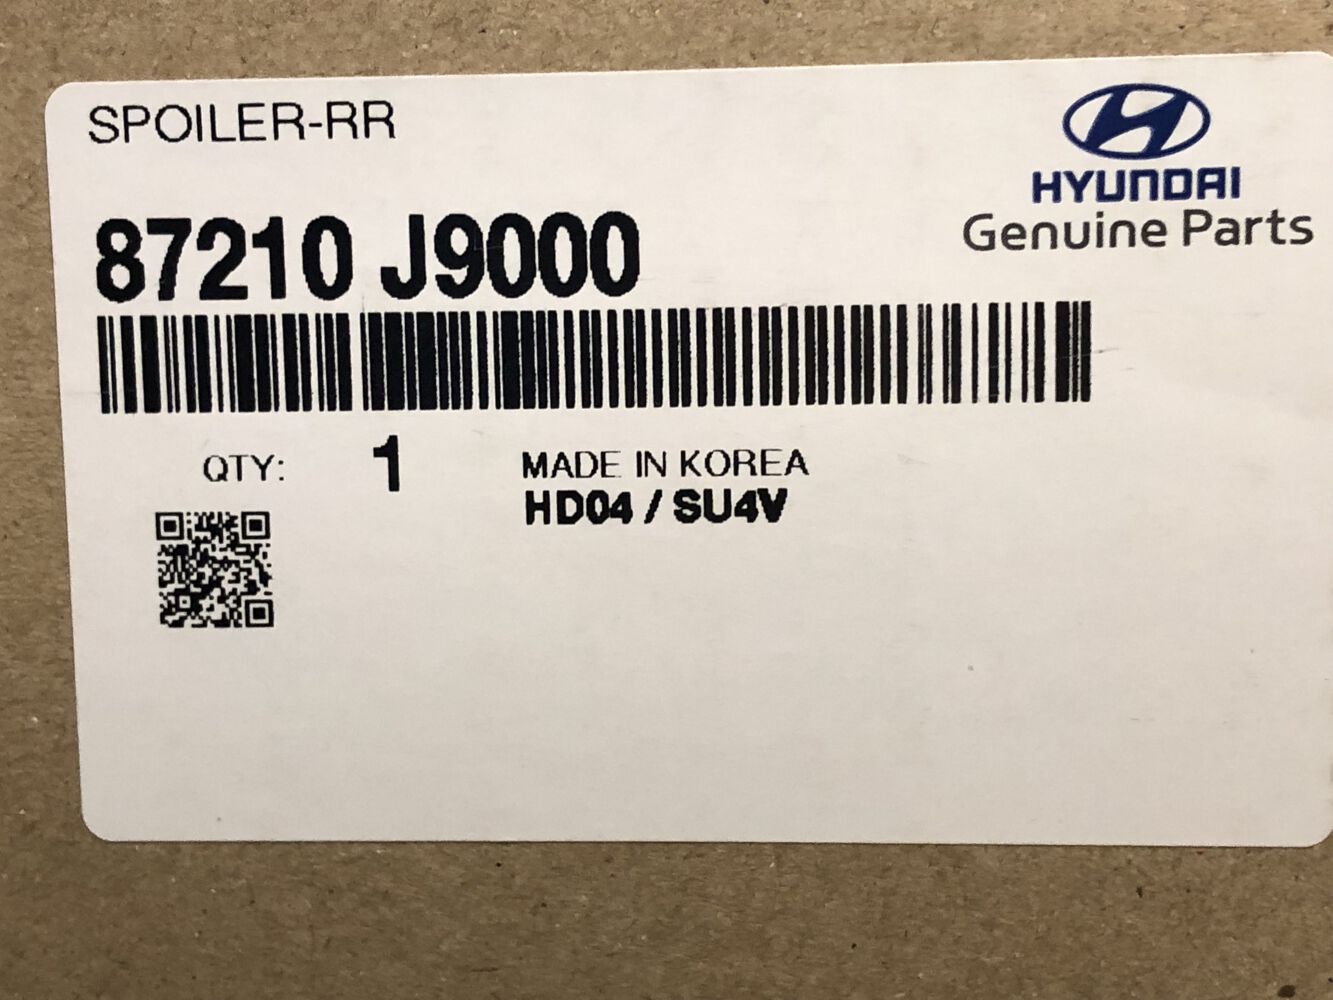 SPOILER-RR
HYUNDAI
Genuine Parts
87210 J9000
QTY: 1
MADE IN KOREA
HD04 / SU4V